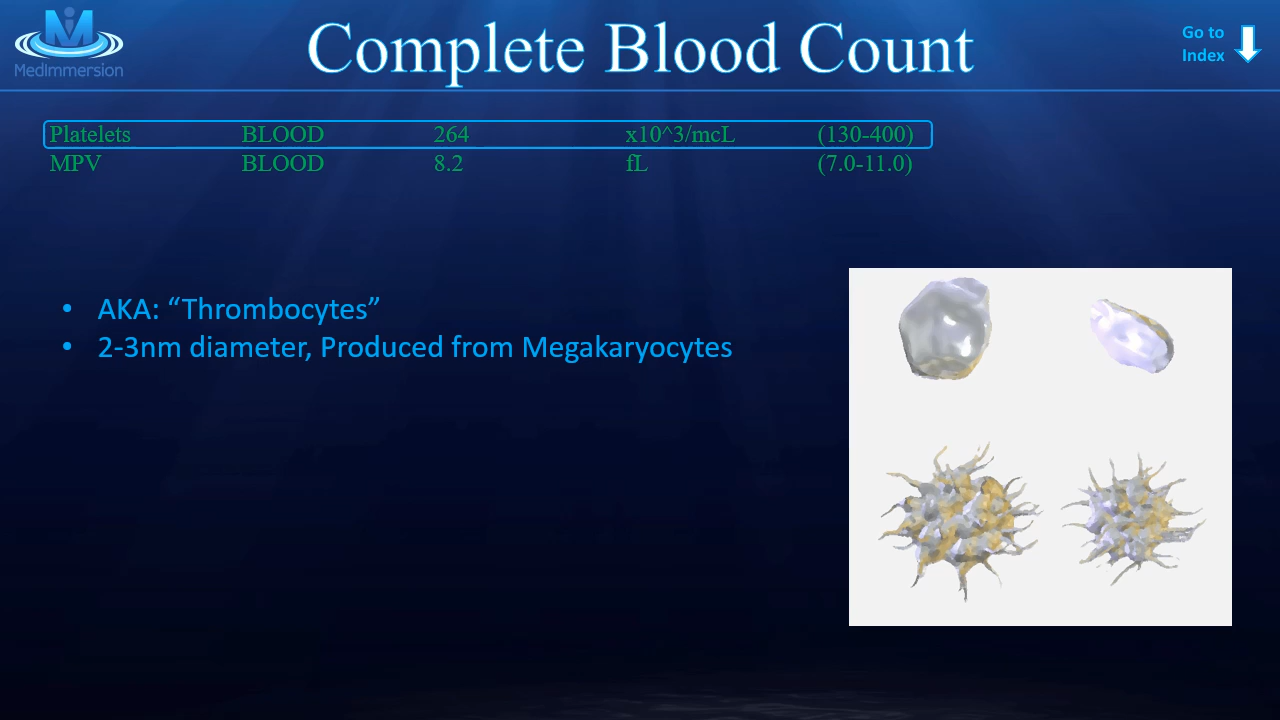 MedImmersion
Complete Blood Count
Go to
Index
Platelets BLOOD 264 x10^3/mcL (130-400)
MPV BLOOD 8.2 fL (7.0-11.0)
• AKA: “Thrombocytes”
• 2-3nm diameter, Produced from Megakaryocytes